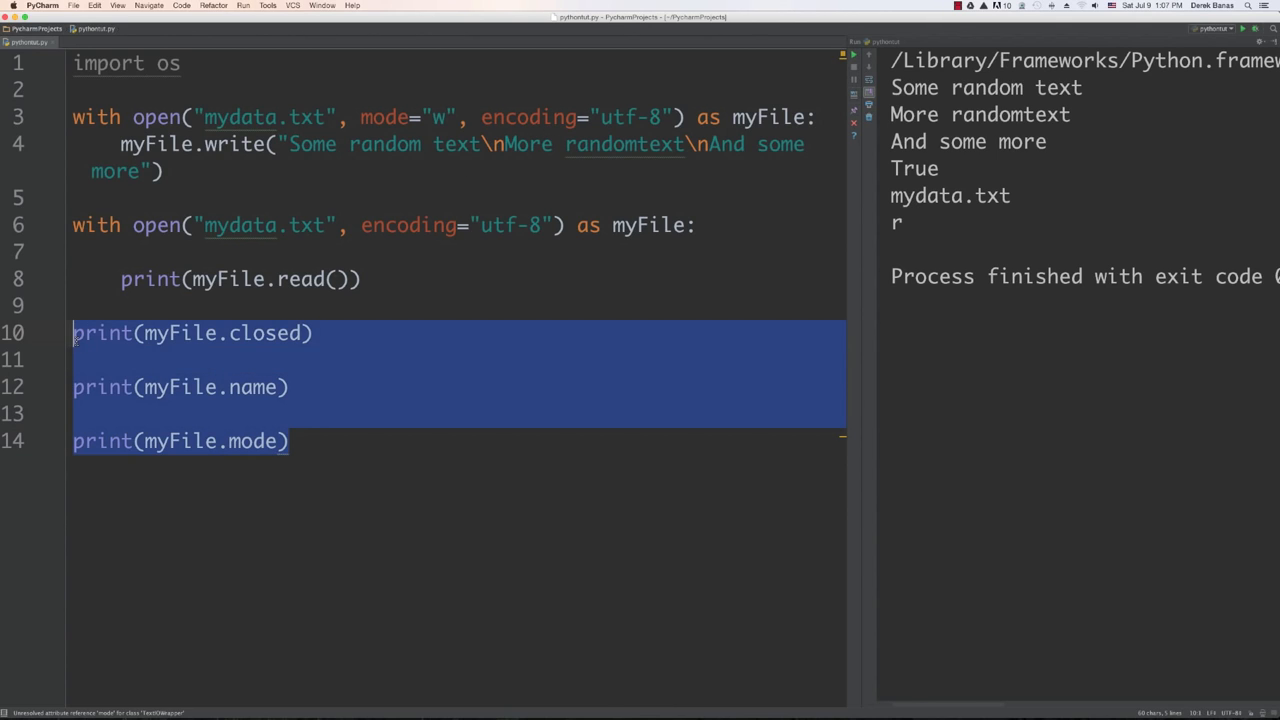 PyCharm File Edit View Navigate Code Refactor Run Tools VCS Window Help 10 Sat Jul 9 1:07 PM Derek Banas
pythontut.py - PycharmProjects - [~/PycharmProjects]
PycharmProjects pythontut.py pythontut
pythontut.py Run pythontut
1 import os
2
3 with open("mydata.txt", mode="w", encoding="utf-8") as myFile:
4 myFile.write("Some random text\nMore randomtext\nAnd some
more")
5
6 with open("mydata.txt", encoding="utf-8") as myFile:
7
8 print(myFile.read())
9
10 print(myFile.closed)
11
12 print(myFile.name)
13
14 print(myFile.mode)
/Library/Frameworks/Python.framew
Some random text
More randomtext
And some more
True
mydata.txt
r
Process finished with exit code 0
Unresolved attribute reference 'mode' for class 'TextIOWrapper' 60 chars, 5 lines 10:1 LF UTF-8